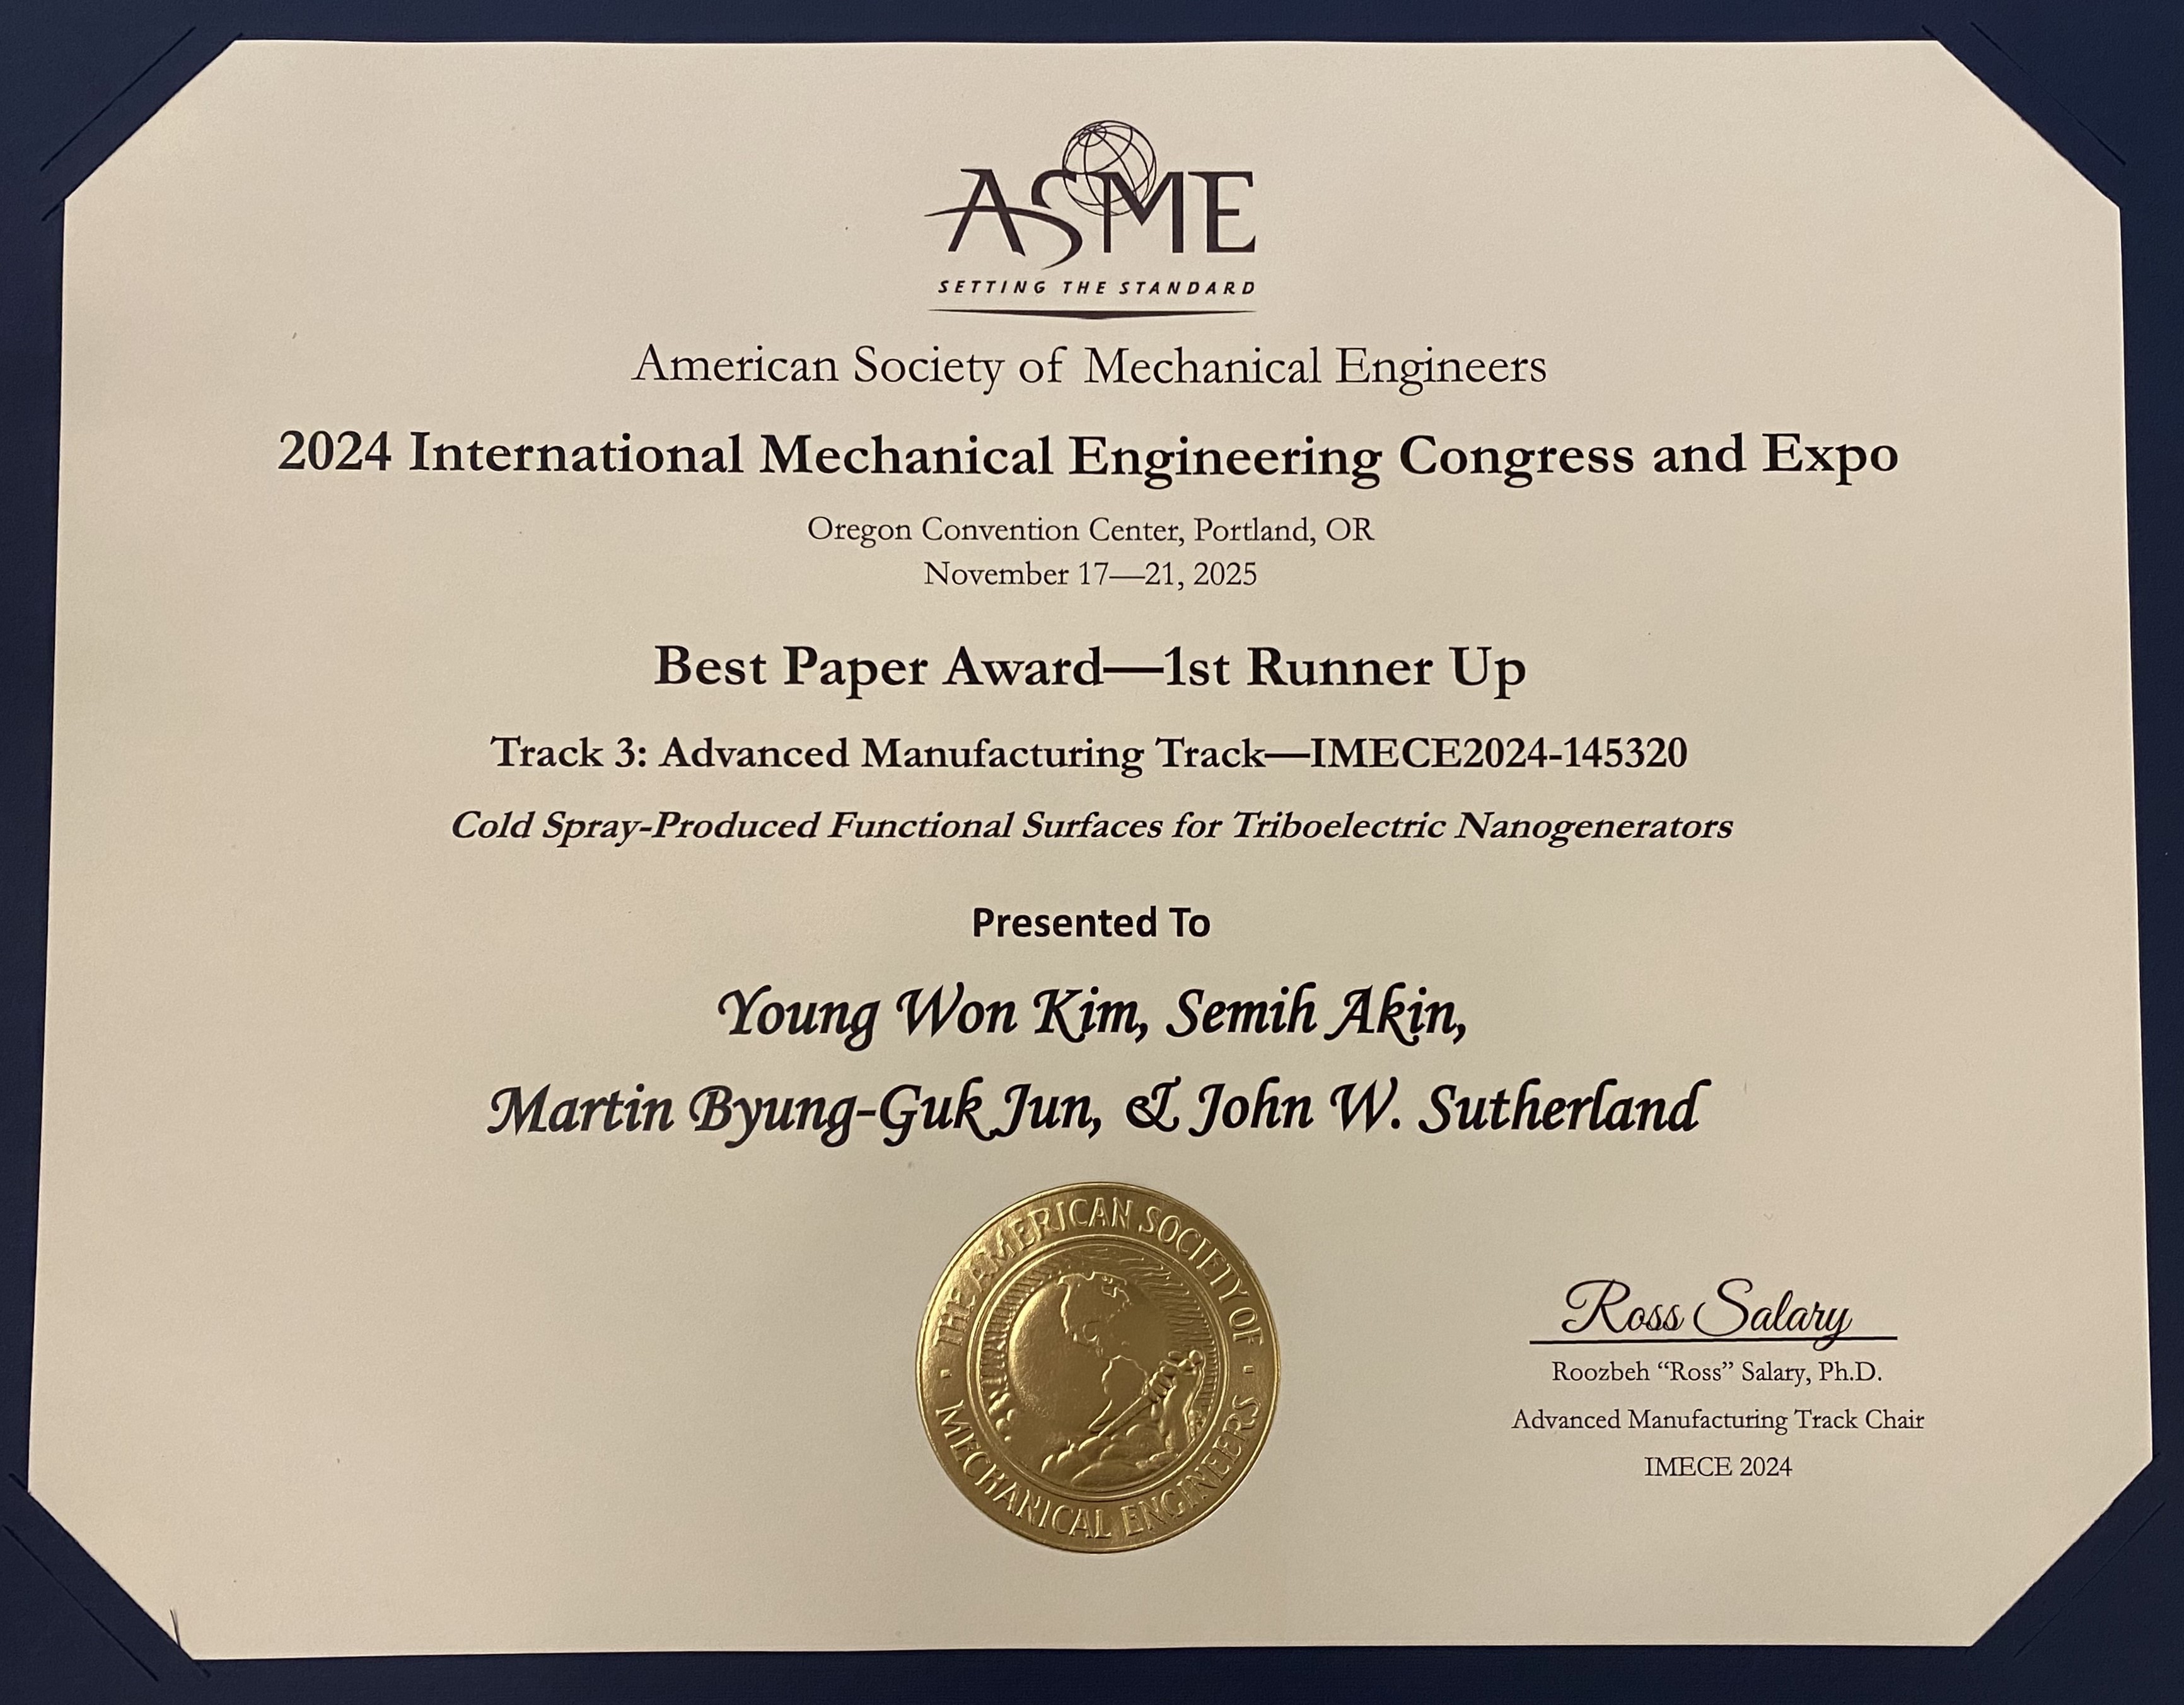 ASME
SETTING THE STANDARD
American Society of Mechanical Engineers
2024 International Mechanical Engineering Congress and Expo
Oregon Convention Center, Portland, OR
November 17—21, 2025
Best Paper Award—1st Runner Up
Track 3: Advanced Manufacturing Track—IMECE2024-145320
Cold Spray-Produced Functional Surfaces for Triboelectric Nanogenerators
Presented To
Young Won Kim, Semih Akin,
Martin Byung-Guk Jun, & John W. Sutherland
THE AMERICAN SOCIETY OF
MECHANICAL ENGINEERS
Ross Salary
Roozbeh “Ross” Salary, Ph.D.
Advanced Manufacturing Track Chair
IMECE 2024